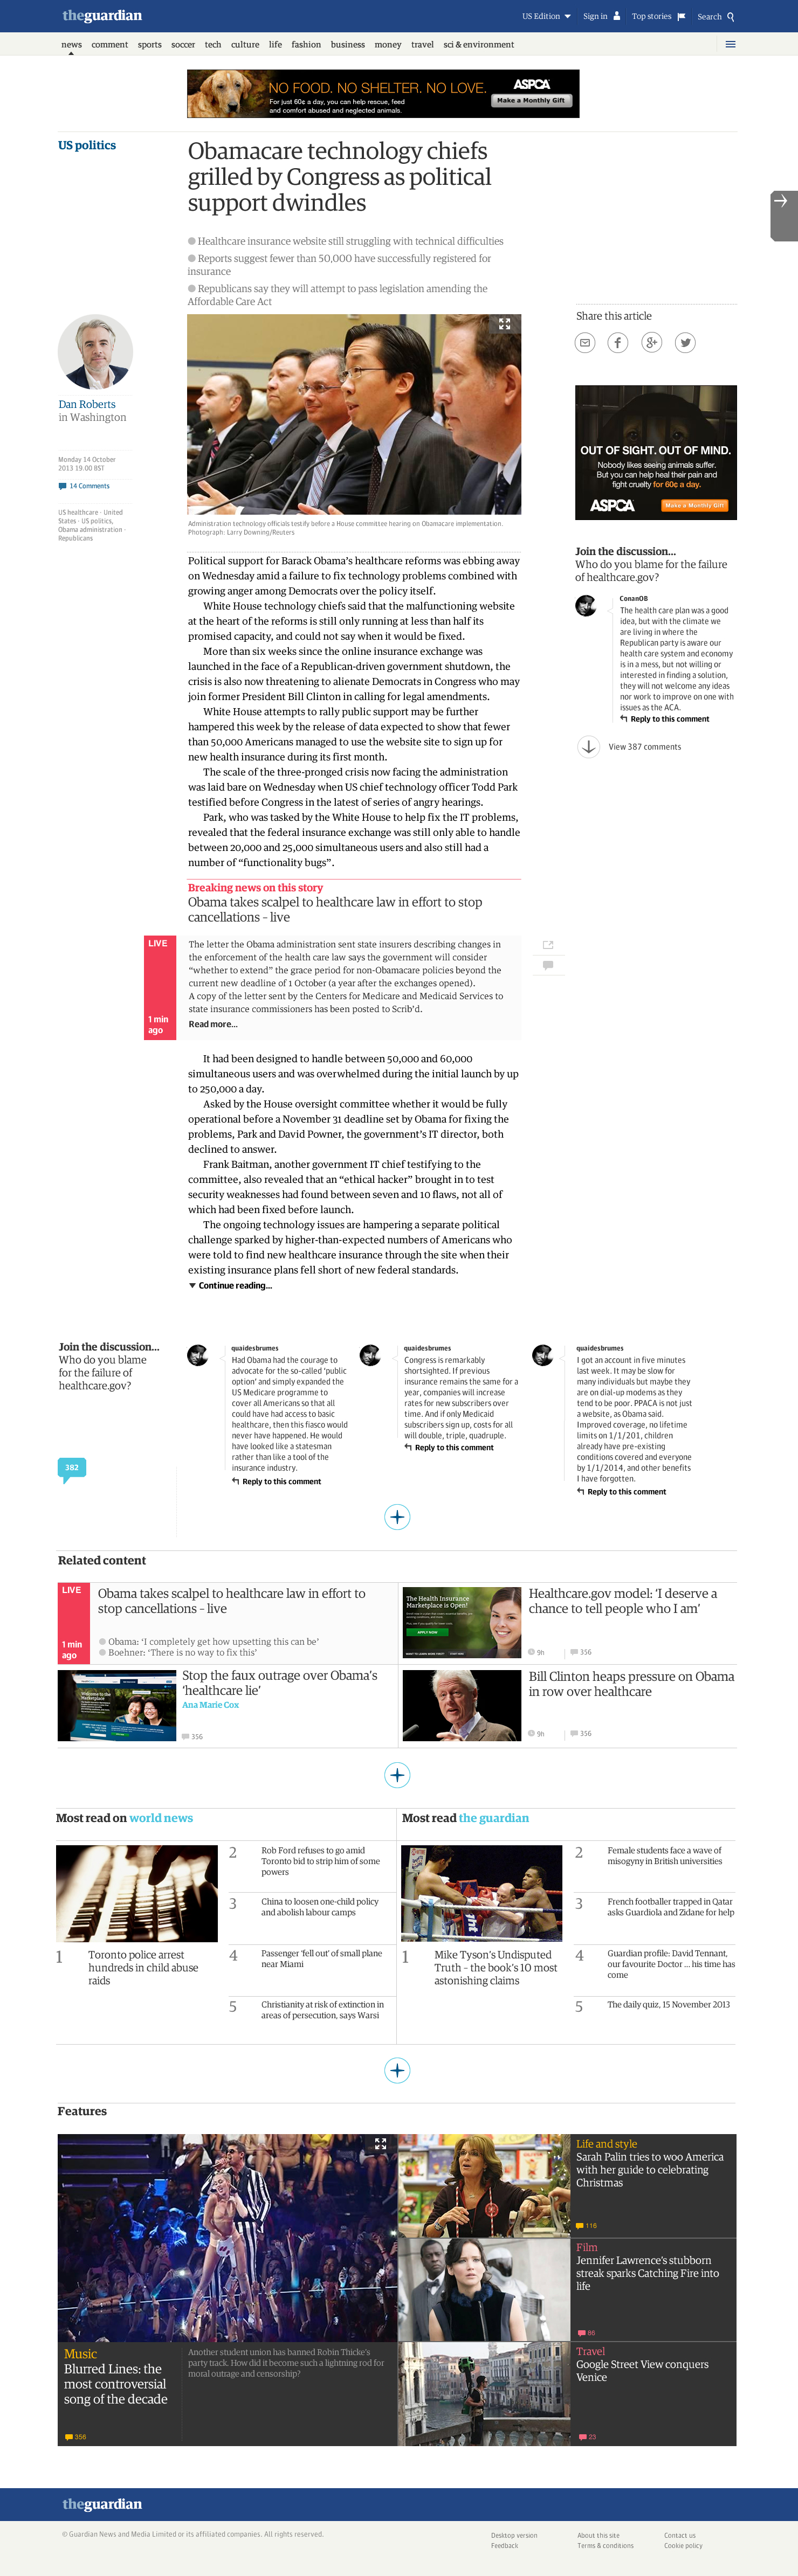 theguardian
US Edition
Sign in
Top stories
Search
news comment sports soccer tech culture life fashion business money travel sci & environment
NO FOOD. NO SHELTER. NO LOVE.
For just 60¢ a day, you can help rescue, feed
and comfort abused and neglected animals.
ASPCA
Make a Monthly Gift
US politics
Obamacare technology chiefs
grilled by Congress as political
support dwindles
Healthcare insurance website still struggling with technical difficulties
Reports suggest fewer than 50,000 have successfully registered for
insurance
Republicans say they will attempt to pass legislation amending the
Affordable Care Act
Share this article
Dan Roberts
in Washington
Monday 14 October
2013 19.00 BST
14 Comments
US healthcare · United
States · US politics,
Obama administration ·
Republicans
Administration technology officials testify before a House committee hearing on Obamacare implementation.
Photograph: Larry Downing/Reuters
OUT OF SIGHT. OUT OF MIND.
Nobody likes seeing animals suffer.
But you can help heal their pain and
fight cruelty for 60¢ a day.
ASPCA
Make a Monthly Gift
Join the discussion...
Who do you blame for the failure
of healthcare.gov?
Conan08
The health care plan was a good
idea, but with the climate we
are living in where the
Republican party is aware our
health care system and economy
is in a mess, but not willing or
interested in finding a solution,
they will not welcome any ideas
nor work to improve on one with
issues as the ACA.
Reply to this comment
View 387 comments
Political support for Barack Obama's healthcare reforms was ebbing away
on Wednesday amid a failure to fix technology problems combined with
growing anger among Democrats over the policy itself.
White House technology chiefs said that the malfunctioning website
at the heart of the reforms is still only running at less than half its
promised capacity, and could not say when it would be fixed.
More than six weeks since the online insurance exchange was
launched in the face of a Republican-driven government shutdown, the
crisis is also now threatening to alienate Democrats in Congress who may
join former President Bill Clinton in calling for legal amendments.
White House attempts to rally public support may be further
hampered this week by the release of data expected to show that fewer
than 50,000 Americans managed to use the website site to sign up for
new health insurance during its first month.
The scale of the three-pronged crisis now facing the administration
was laid bare on Wednesday when US chief technology officer Todd Park
testified before Congress in the latest of series of angry hearings.
Park, who was tasked by the White House to help fix the IT problems,
revealed that the federal insurance exchange was still only able to handle
between 20,000 and 25,000 simultaneous users and also still had a
number of “functionality bugs”.
Breaking news on this story
Obama takes scalpel to healthcare law in effort to stop
cancellations – live
LIVE
1 min
ago
The letter the Obama administration sent state insurers describing changes in
the enforcement of the health care law says the government will consider
“whether to extend” the grace period for non-Obamacare policies beyond the
current new deadline of 1 October (a year after the exchanges opened).
A copy of the letter sent by the Centers for Medicare and Medicaid Services to
state insurance commissioners has been posted to Scrib'd.
Read more...
It had been designed to handle between 50,000 and 60,000
simultaneous users and was overwhelmed during the initial launch by up
to 250,000 a day.
Asked by the House oversight committee whether it would be fully
operational before a November 31 deadline set by Obama for fixing the
problems, Park and David Powner, the government's IT director, both
declined to answer.
Frank Baitman, another government IT chief testifying to the
committee, also revealed that an “ethical hacker” brought in to test
security weaknesses had found between seven and 10 flaws, not all of
which had been fixed before launch.
The ongoing technology issues are hampering a separate political
challenge sparked by higher-than-expected numbers of Americans who
were told to find new healthcare insurance through the site when their
existing insurance plans fell short of new federal standards.
Continue reading...
Join the discussion...
Who do you blame
for the failure of
healthcare.gov?
382
quaidesbrumes
Had Obama had the courage to
advocate for the so-called 'public
option' and simply expanded the
US Medicare programme to
cover all Americans so that all
could have had access to basic
healthcare, then this fiasco would
never have happened. He would
have looked like a statesman
rather than like a tool of the
insurance industry.
Reply to this comment
quaidesbrumes
Congress is remarkably
shortsighted. If previous
insurance remains the same for a
year, companies will increase
rates for new subscribers over
time. And if only Medicaid
subscribers sign up, costs for all
will double, triple, quadruple.
Reply to this comment
quaidesbrumes
I got an account in five minutes
last week. It may be slow for
many individuals but maybe they
are on dial-up modems as they
tend to be poor. PPACA is not just
a website, as Obama said.
Improved coverage, no lifetime
limits on 1/1/201, children
already have pre-existing
conditions covered and everyone
by 1/1/2014, and other benefits
I have forgotten.
Reply to this comment
Related content
LIVE
1 min
ago
Obama takes scalpel to healthcare law in effort to
stop cancellations – live
Obama: 'I completely get how upsetting this can be'
Boehner: 'There is no way to fix this'
The Health Insurance
Marketplace is Open!
APPLY NOW
Healthcare.gov model: 'I deserve a
chance to tell people who I am'
9h
356
Stop the faux outrage over Obama's
'healthcare lie'
Ana Marie Cox
356
Bill Clinton heaps pressure on Obama
in row over healthcare
9h
356
Most read on world news
1
Toronto police arrest
hundreds in child abuse
raids
2
Rob Ford refuses to go amid
Toronto bid to strip him of some
powers
3
China to loosen one-child policy
and abolish labour camps
4
Passenger 'fell out' of small plane
near Miami
5
Christianity at risk of extinction in
areas of persecution, says Warsi
Most read the guardian
1
Mike Tyson's Undisputed
Truth – the book's 10 most
astonishing claims
2
Female students face a wave of
misogyny in British universities
3
French footballer trapped in Qatar
asks Guardiola and Zidane for help
4
Guardian profile: David Tennant,
our favourite Doctor ... his time has
come
5
The daily quiz, 15 November 2013
Features
Music
Blurred Lines: the
most controversial
song of the decade
356
Another student union has banned Robin Thicke's
party track. How did it become such a lightning rod for
moral outrage and censorship?
Life and style
Sarah Palin tries to woo America
with her guide to celebrating
Christmas
116
Film
Jennifer Lawrence's stubborn
streak sparks Catching Fire into
life
86
Travel
Google Street View conquers
Venice
23
theguardian
© Guardian News and Media Limited or its affiliated companies. All rights reserved.
Desktop version
Feedback
About this site
Terms & conditions
Contact us
Cookie policy